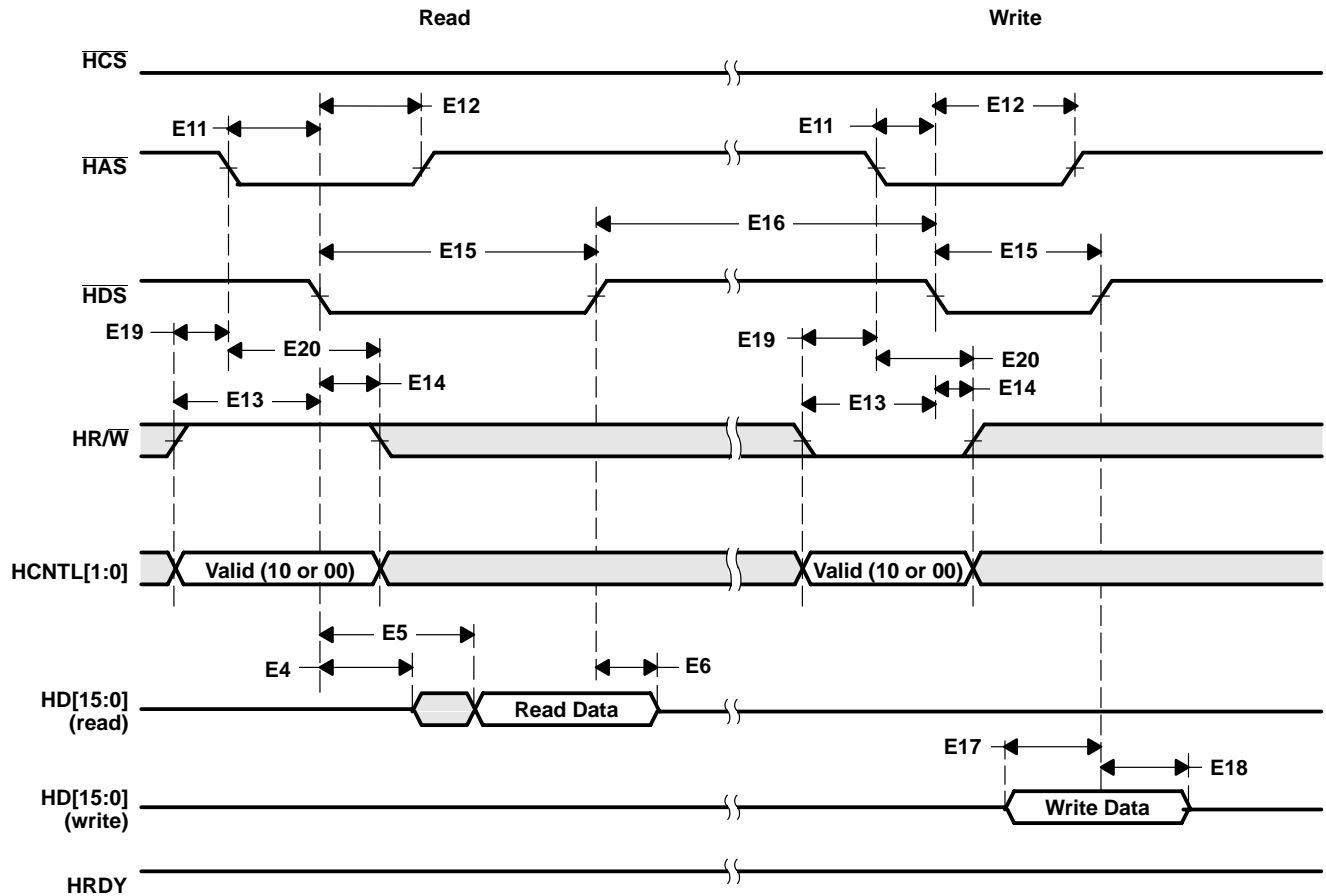 Read Write
HCS
E12 E12
E11 E11
HAS
E16
E15 E15
HDS
E19 E19
E20 E20
E14 E14
E13 E13
HR/W
HCNTL[1:0] Valid (10 or 00) Valid (10 or 00)
E5
E4 E6
HD[15:0]
(read)
Read Data
E17
E18
HD[15:0]
(write)
Write Data
HRDY